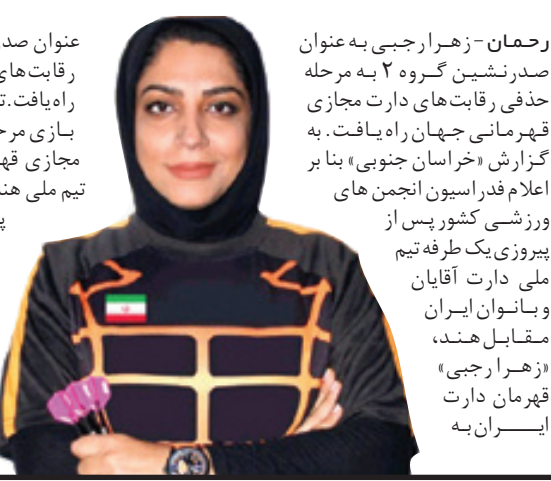 رحمان - زهرا رجبی به عنوان
صدرنشین گروه ۲ به مرحله
حذفی رقابت‌های دارت مجازی
قهرمانی جهان راه یافت. به
گزارش «خراسان جنوبی» بنا بر
اعلام فدراسیون انجمن های
ورزشی کشور پس از
پیروزی یک طرفه تیم
ملی دارت آقایان
و بانوان ایران
مقابل هند،
«زهرا رجبی»
قهرمان دارت
ایران به
عنوان صد
رقابت‌های
راه یافت. ت
بازی مر
مجازی قه
تیم ملی هند